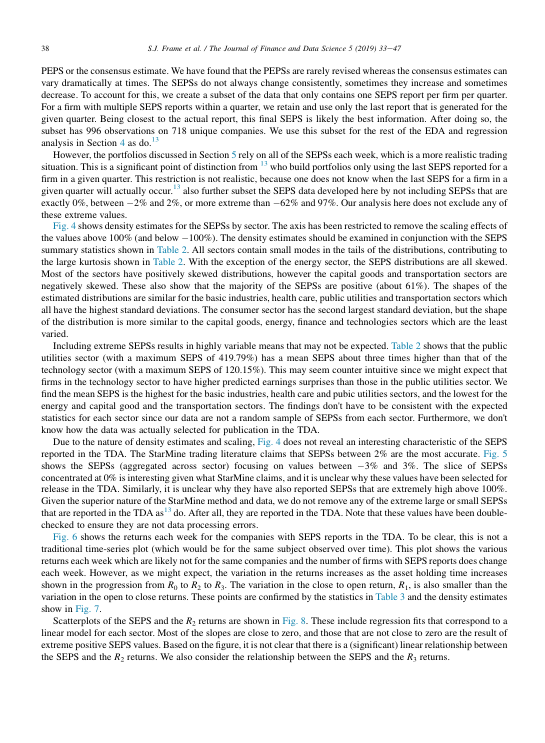 38
S.J. Frame et al. / The Journal of Finance and Data Science 5 (2019) 33–47
PEPS or the consensus estimate. We have found that the PEPSs are rarely revised whereas the consensus estimates can
vary dramatically at times. The SEPS do not always change consistently, sometimes they increase and sometimes
decrease. To account for this, we create a subset of the data that only contains one SEPS report per firm per quarter.
For a firm with multiple SEPS reports within a quarter, we retain and use only the last report that is generated for the
given quarter. Being closest to the actual report, this final SEPS is likely the best information. After doing so, the
subset has 996 observations on 718 unique companies. We use this subset for the rest of the EDA and regression
analysis in Section 4 as do.13
However, the portfolios discussed in Section 5 rely on all of the SEPSs each week, which is a more realistic trading
situation. This is a significant point of distinction from 13 who build portfolios only using the last SEPS reported for a
firm in a given quarter. This restriction is not realistic, because one does not know when the last SEPS for a firm in a
given quarter will actually occur.13 also further subset the SEPS data developed here by not including SEPSs that are
exactly 0%, between −2% and 2%, or more extreme than −62% and 97%. Our analysis here does not exclude any of
these extreme values.
Fig. 4 shows density estimates for the SEPSs by sector. The axis has been restricted to remove the scaling effects of
the values above 100% (and below −100%). The density estimates should be examined in conjunction with the SEPS
summary statistics shown in Table 2. All sectors contain small modes in the tails of the distributions, contributing to
the large kurtosis shown in Table 2. With the exception of the energy sector, the SEPS distributions are all skewed.
Most of the sectors have positively skewed distributions, however the capital goods and transportation sectors are
negatively skewed. These also show that the majority of the SEPSs are positive (about 61%). The shapes of the
estimated distributions are similar for the basic industries, health care, public utilities and transportation sectors which
all have the highest standard deviations. The consumer sector has the second largest standard deviation, but the shape
of the distribution is more similar to the capital goods, energy, finance and technologies sectors which are the least
varied.
Including extreme SEPSs results in highly variable means that may not be expected. Table 2 shows that the public
utilities sector (with a maximum SEPS of 419.79%) has a mean SEPS about three times higher than that of the
technology sector (with a maximum SEPS of 120.15%). This may seem counter intuitive since we might expect that
firms in the technology sector to have higher predicted earnings surprises than those in the public utilities sector. We
find the mean SEPS is the highest for the basic industries, health care and pubic utilities sectors, and the lowest for the
energy and capital good and the transportation sectors. The findings don't have to be consistent with the expected
statistics for each sector since our data are not a random sample of SEPSs from each sector. Furthermore, we don't
know how the data was actually selected for publication in the TDA.
Due to the nature of density estimates and scaling, Fig. 4 does not reveal an interesting characteristic of the SEPS
reported in the TDA. The StarMine trading literature claims that SEPSs between 2% are the most accurate. Fig. 5
shows the SEPSs (aggregated across sector) focusing on values between −3% and 3%. The slice of SEPSs
concentrated at 0% is interesting given what StarMine claims, and it is unclear why these values have been selected for
release in the TDA. Similarly, it is unclear why they have also reported SEPSs that are extremely high above 100%.
Given the superior nature of the StarMine method and data, we do not remove any of the extreme large or small SEPSs
that are reported in the TDA as13 do. After all, they are reported in the TDA. Note that these values have been double-
checked to ensure they are not data processing errors.
Fig. 6 shows the returns each week for the companies with SEPS reports in the TDA. To be clear, this is not a
traditional time-series plot (which would be for the same subject observed over time). This plot shows the various
returns each week which are likely not for the same companies and the number of firms with SEPS reports does change
each week. However, as we might expect, the variation in the returns increases as the asset holding time increases
shown in the progression from R0 to R2 to R3. The variation in the close to open return, R1, is also smaller than the
variation in the open to close returns. These points are confirmed by the statistics in Table 3 and the density estimates
show in Fig. 7.
Scatterplots of the SEPS and the R2 returns are shown in Fig. 8. These include regression fits that correspond to a
linear model for each sector. Most of the slopes are close to zero, and those that are not close to zero are the result of
extreme positive SEPS values. Based on the figure, it is not clear that there is a (significant) linear relationship between
the SEPS and the R2 returns. We also consider the relationship between the SEPS and the R3 returns.